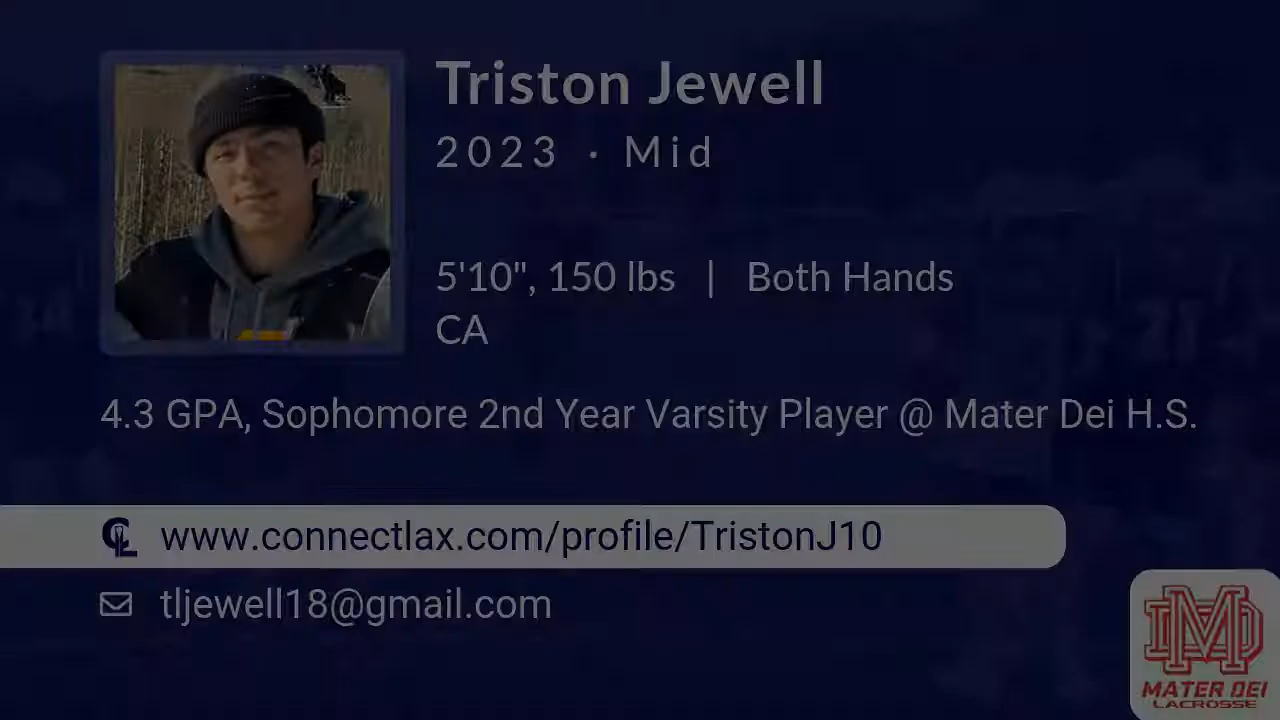 Triston Jewell
2023 · Mid
5'10", 150 lbs | Both Hands
CA
4.3 GPA, Sophomore 2nd Year Varsity Player @ Mater Dei H.S.
www.connectlax.com/profile/TristonJ10
tljewell18@gmail.com
MD
MATER DEI
LACROSSE